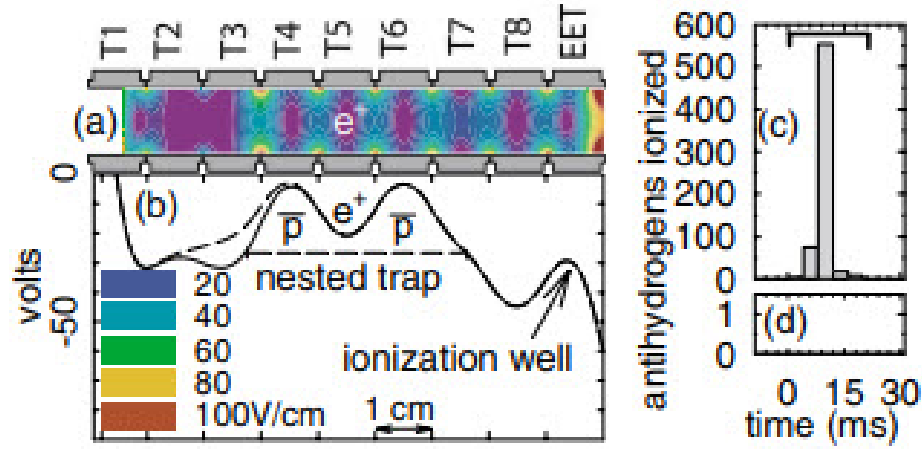 T1 T2 T3 T4 T5 T6 T7 T8 EET
(a)
e+
(b)
0
-50
volts
p̅ e⁺ p̅
nested trap
ionization well
20
40
60
80
100V/cm
1 cm
antihydrogens ionized
600
500
400
300
200
100
0
(c)
1
0
(d)
0 15 30
time (ms)